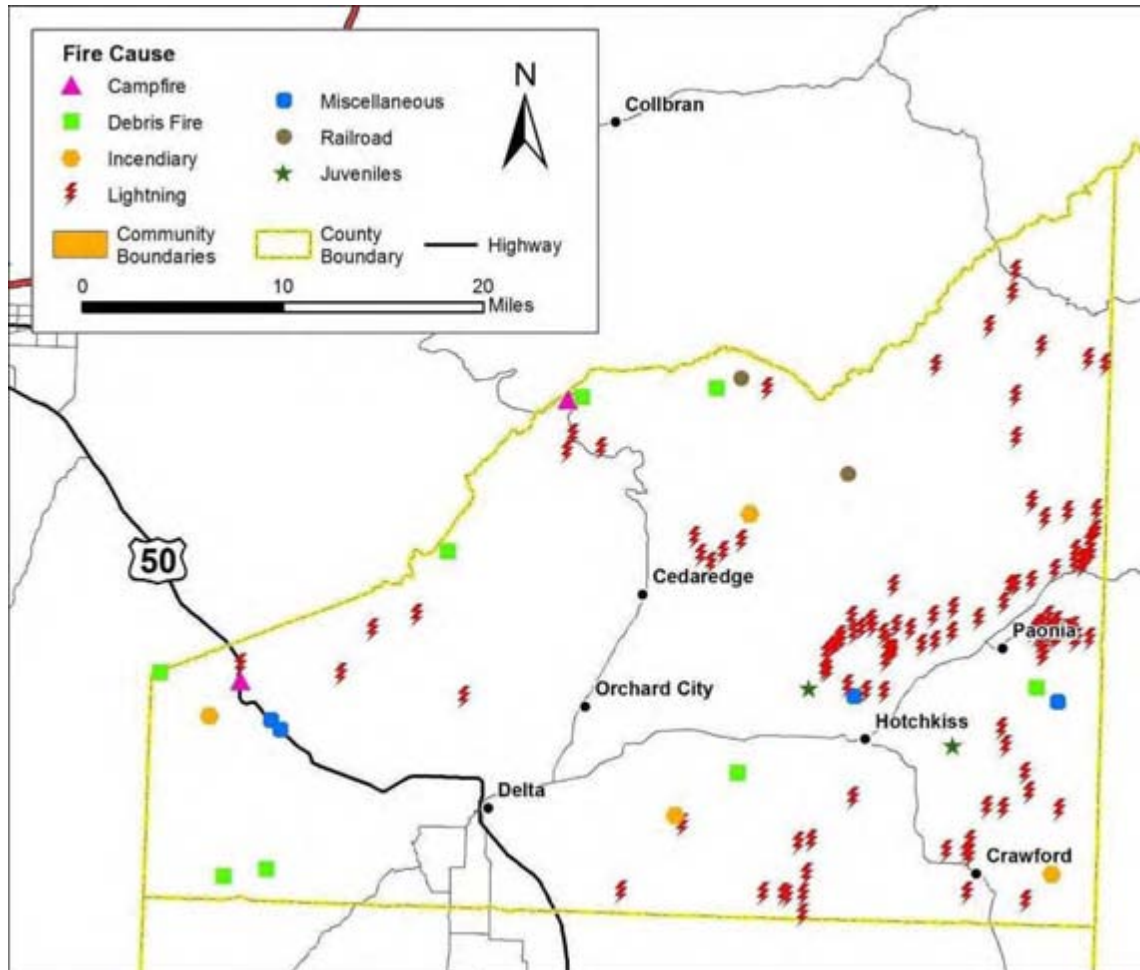 Fire Cause
Campfire
Debris Fire
Incendiary
Lightning
Miscellaneous
Railroad
Juveniles
Community
Boundaries
County
Boundary
Highway
0 10 20
Miles
N
Collbran
50
Cedaredge
Paonia
Orchard City
Hotchkiss
Delta
Crawford